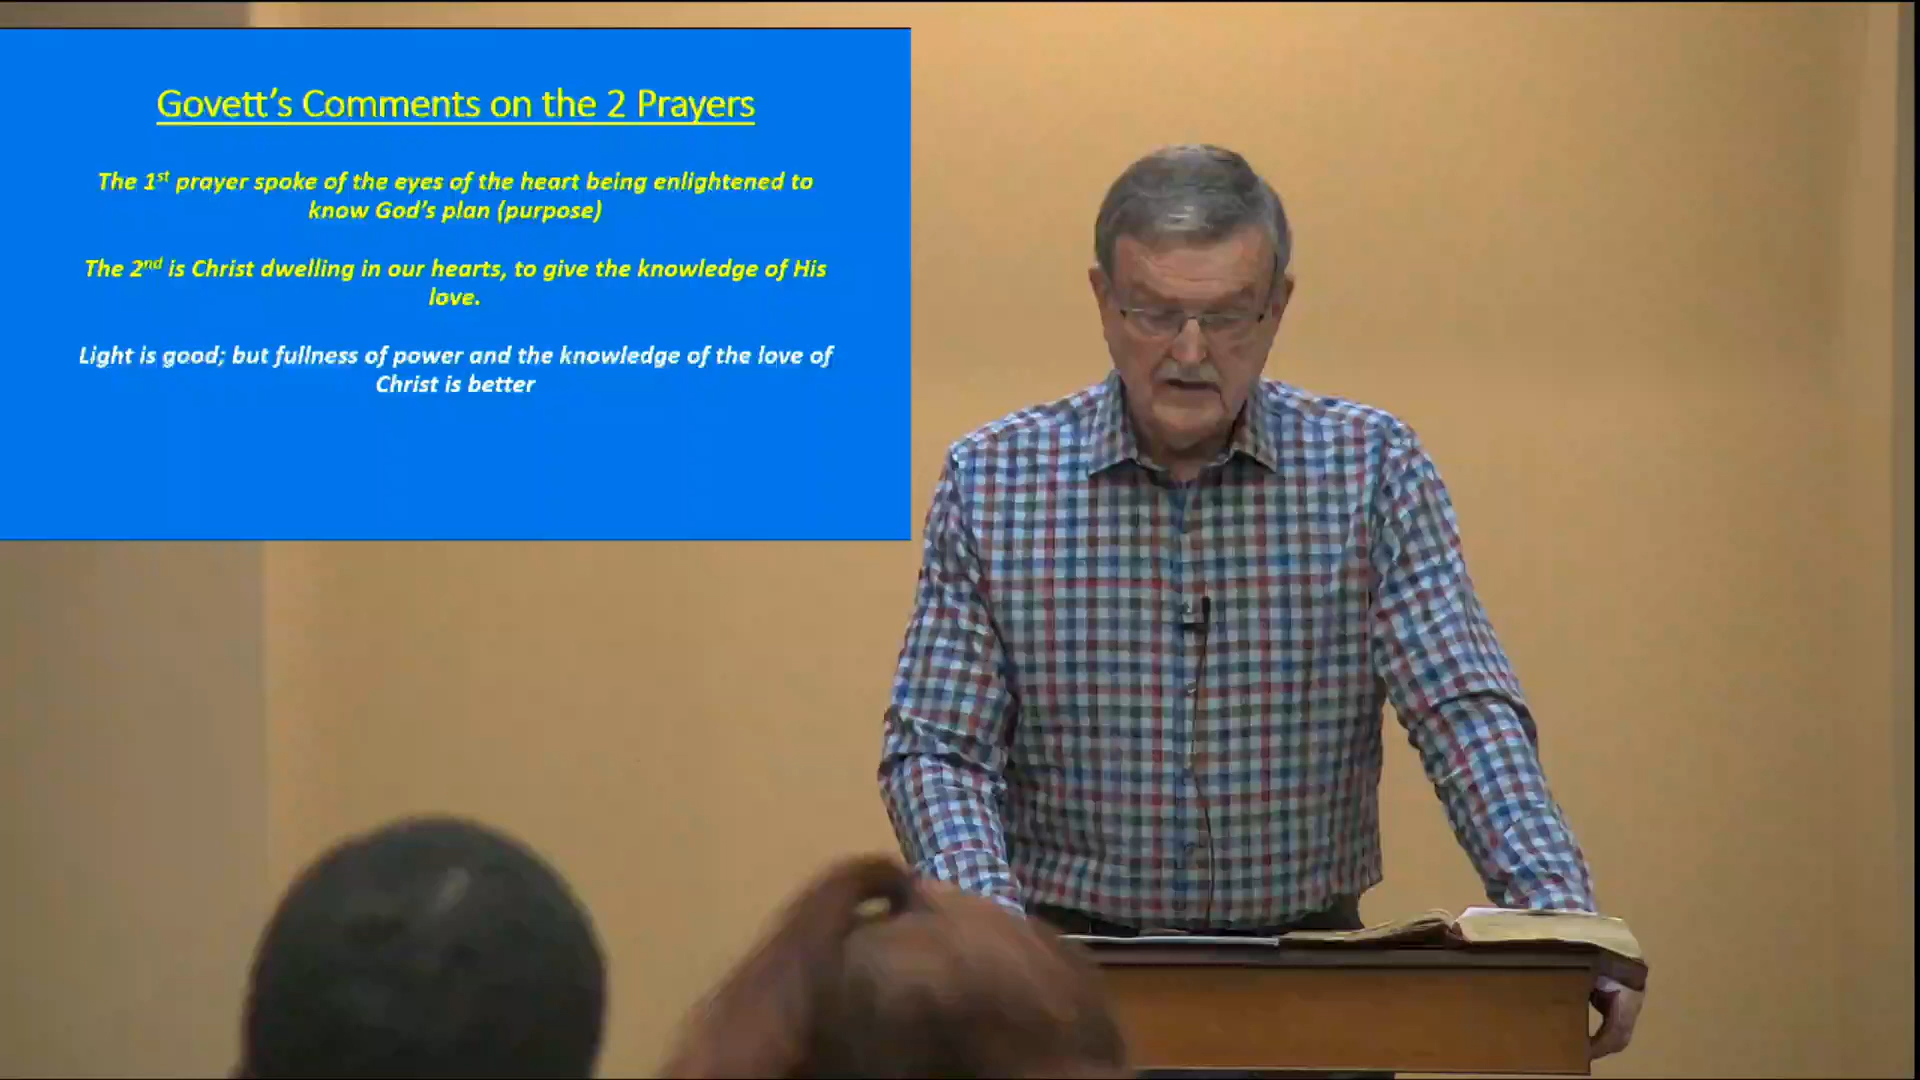 Govett's Comments on the 2 Prayers
The 1st prayer spoke of the eyes of the heart being enlightened to
know God's plan (purpose)
The 2nd is Christ dwelling in our hearts, to give the knowledge of His
love.
Light is good; but fullness of power and the knowledge of the love of
Christ is better